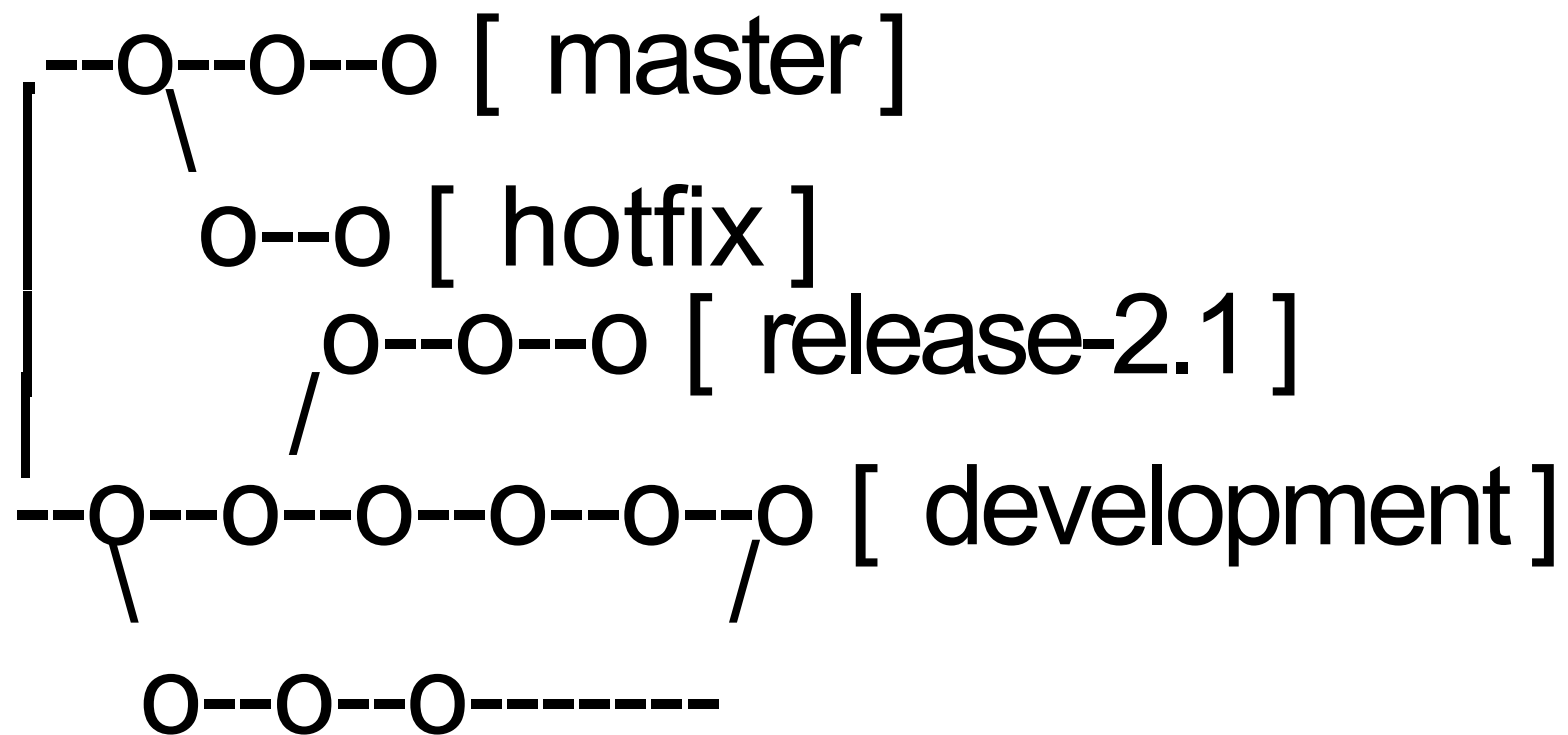 --o--o--o [ master ]
o--o [ hotfix ]
o--o--o [ release-2.1 ]
--o--o--o--o--o--o [ development ]
o--o--o-------